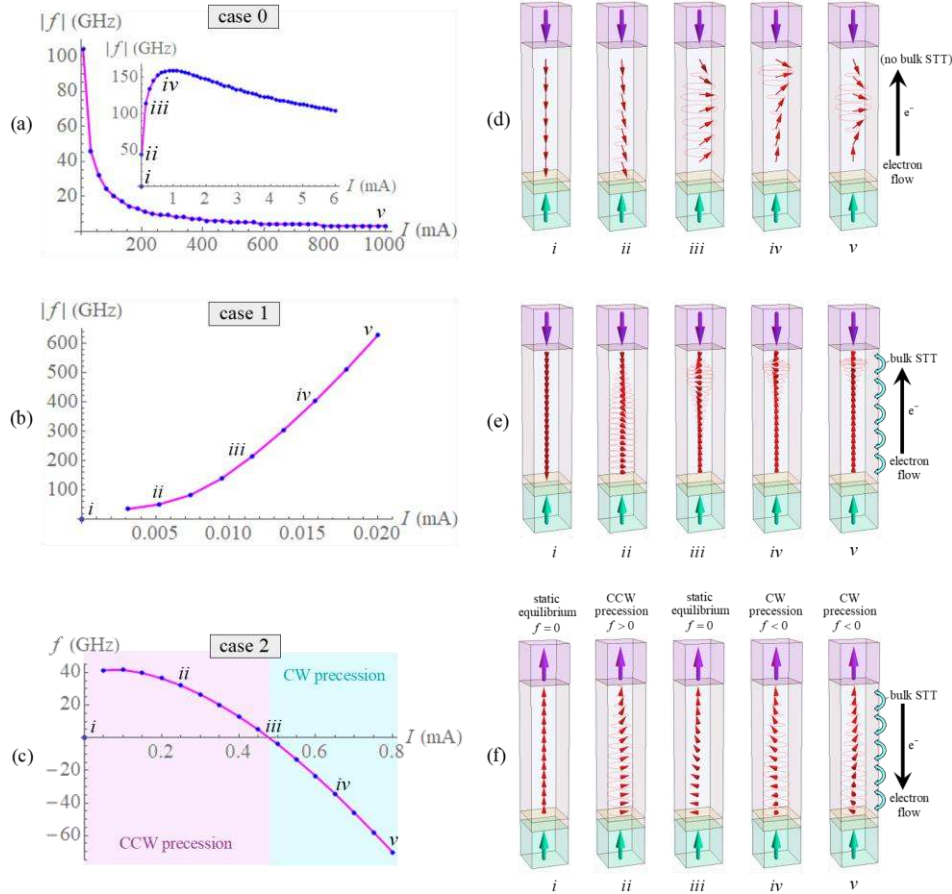 case 0
|f| (GHz)
100
80
60
40
20
|f| (GHz)
150
100
50
iv
iii
ii
i
1 2 3 4 5 6
I (mA)
v
200 400 600 800 1000
I (mA)
(a)
case 1
|f| (GHz)
600
500
400
300
200
100
i
ii
iii
iv
v
0.005 0.010 0.015 0.020
I (mA)
(b)
case 2
f (GHz)
40
20
-20
-40
-60
CW precession
i
ii
iii
iv
v
0.2 0.4 0.6 0.8
I (mA)
CCW precession
(c)
(d)
(no bulk STT)
e⁻
electron
flow
i ii iii iv v
(e)
bulk STT
e⁻
electron
flow
i ii iii iv v
static
equilibrium
f = 0
CCW
precession
f > 0
static
equilibrium
f = 0
CW
precession
f < 0
CW
precession
f < 0
(f)
bulk STT
e⁻
electron
flow
i ii iii iv v